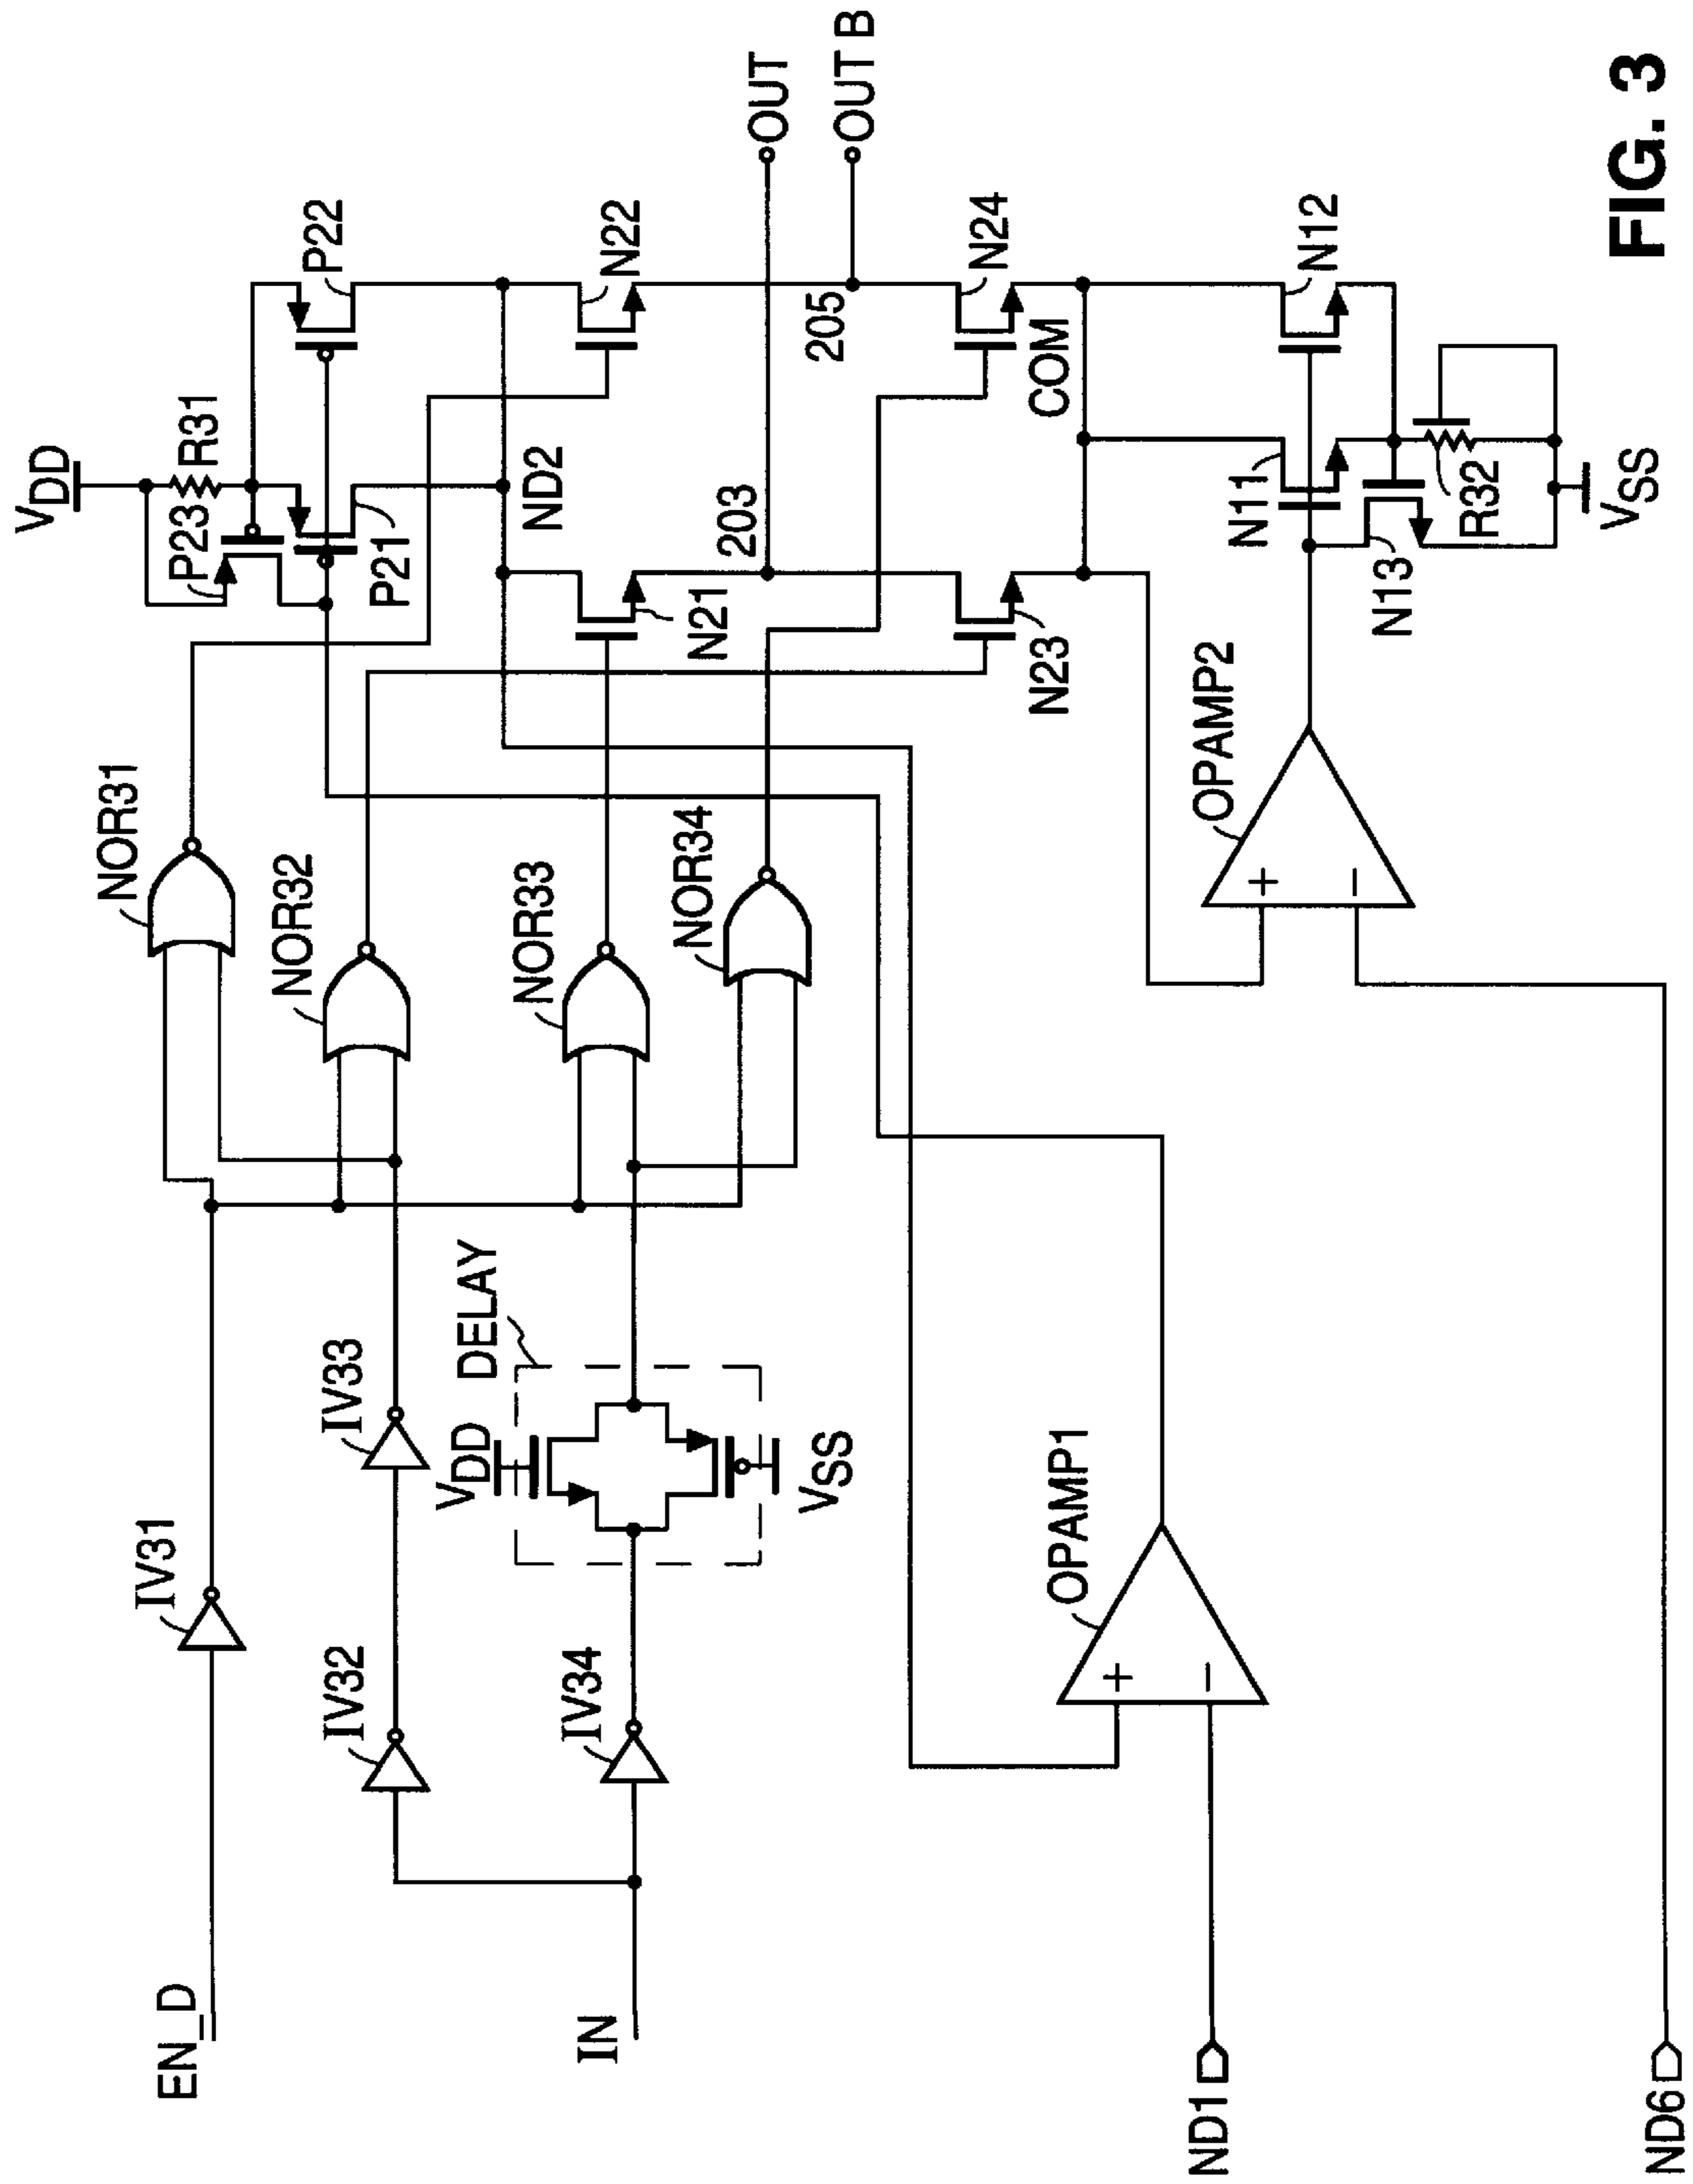 EN_D
IV31
NOR31
VDD
P23
R31
P22
IV32
IV33
NOR32
P21
ND2
N22
IN
IV34
DELAY
VDD
VSS
NOR33
N21
203
OUT
NOR34
205
OUT B
N23
COM
N24
ND1
OPAMP1
+
−
OPAMP2
+
−
N11
N12
N13
R32
VSS
ND6
FIG. 3